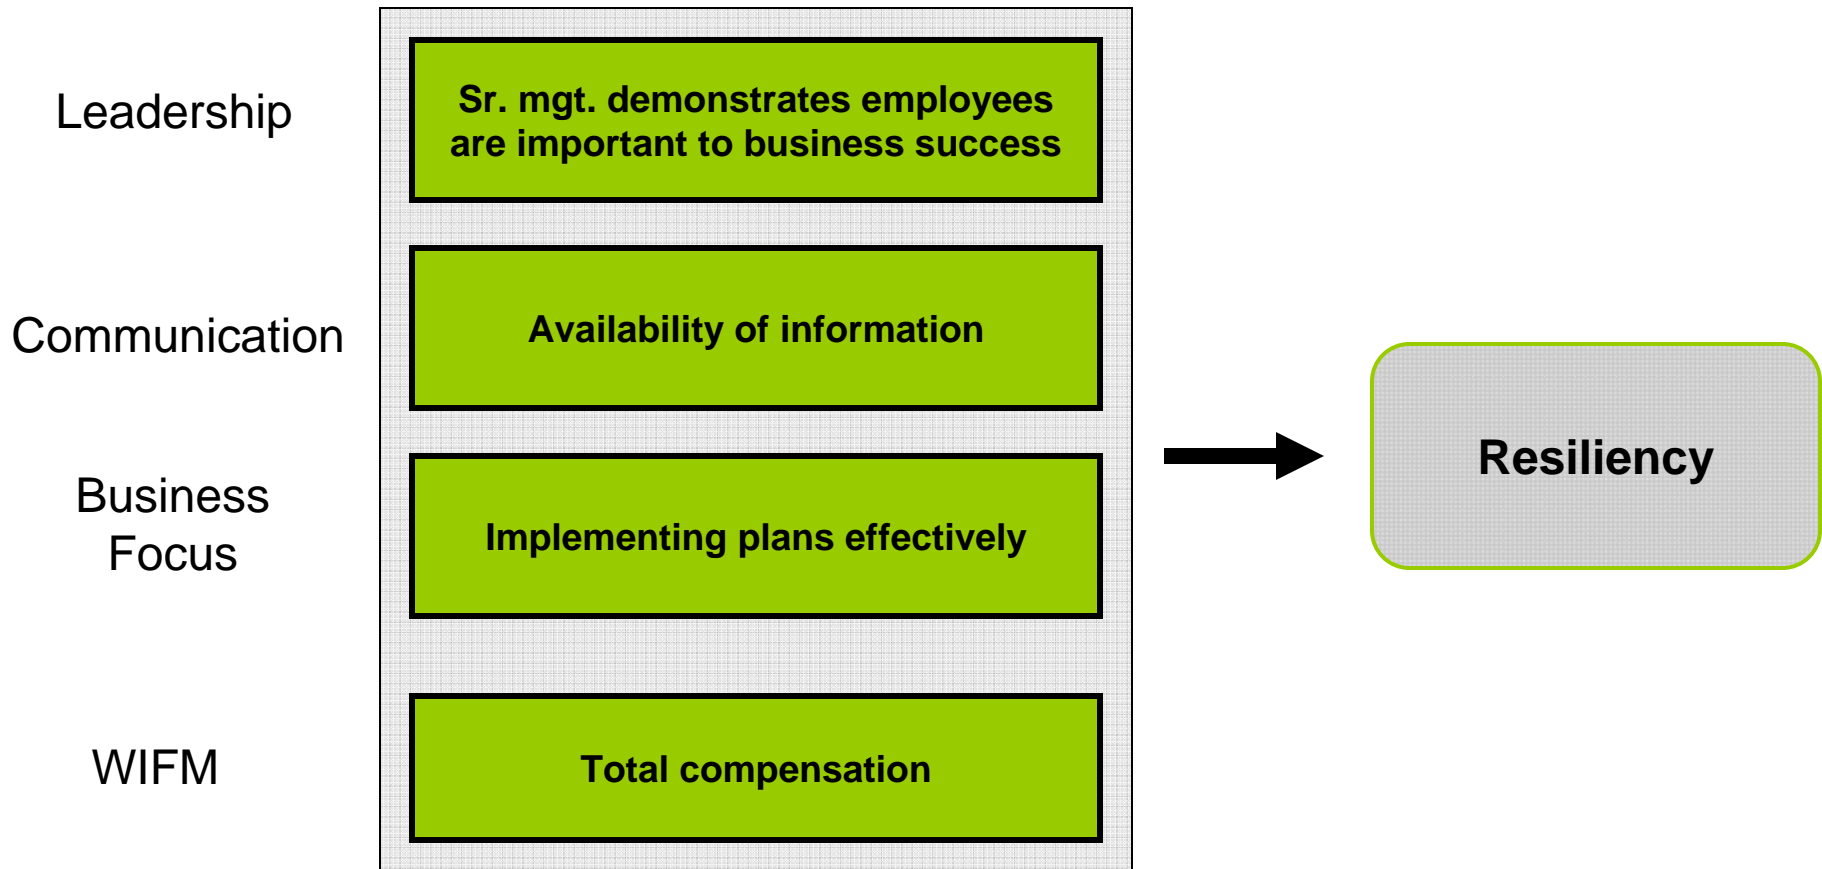 Leadership
Sr. mgt. demonstrates employees
are important to business success
Communication
Availability of information
Business
Focus
Implementing plans effectively
WIFM
Total compensation
Resiliency